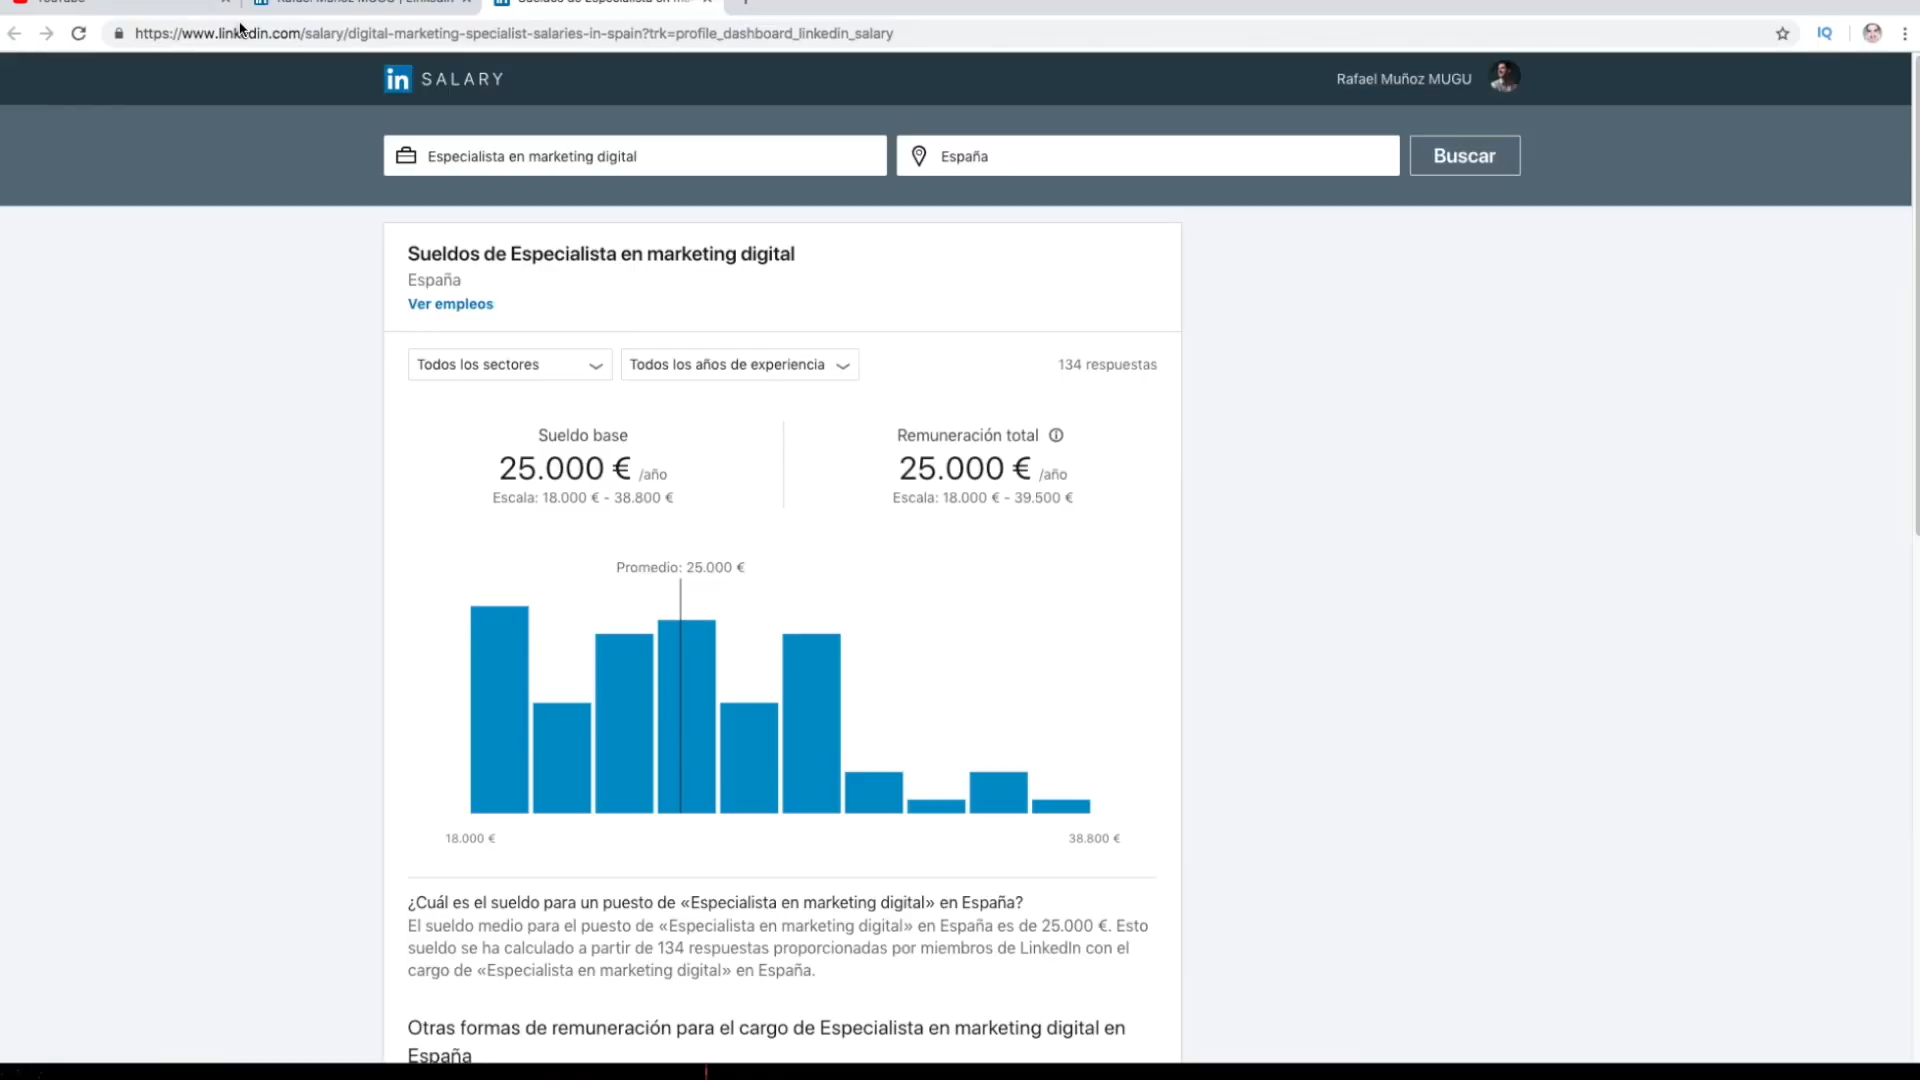 https://www.linkedin.com/salary/digital-marketing-specialist-salaries-in-spain?trk=profile_dashboard_linkedin_salary
IQ
in SALARY
Rafael Muñoz MUGU
Especialista en marketing digital
España
Buscar
Sueldos de Especialista en marketing digital
España
Ver empleos
Todos los sectores
Todos los años de experiencia
134 respuestas
Sueldo base
25.000 € /año
Escala: 18.000 € - 38.800 €
Remuneración total
25.000 € /año
Escala: 18.000 € - 39.500 €
Promedio: 25.000 €
18.000 €
38.800 €
¿Cuál es el sueldo para un puesto de «Especialista en marketing digital» en España?
El sueldo medio para el puesto de «Especialista en marketing digital» en España es de 25.000 €. Esto
sueldo se ha calculado a partir de 134 respuestas proporcionadas por miembros de LinkedIn con el
cargo de «Especialista en marketing digital» en España.
Otras formas de remuneración para el cargo de Especialista en marketing digital en
España